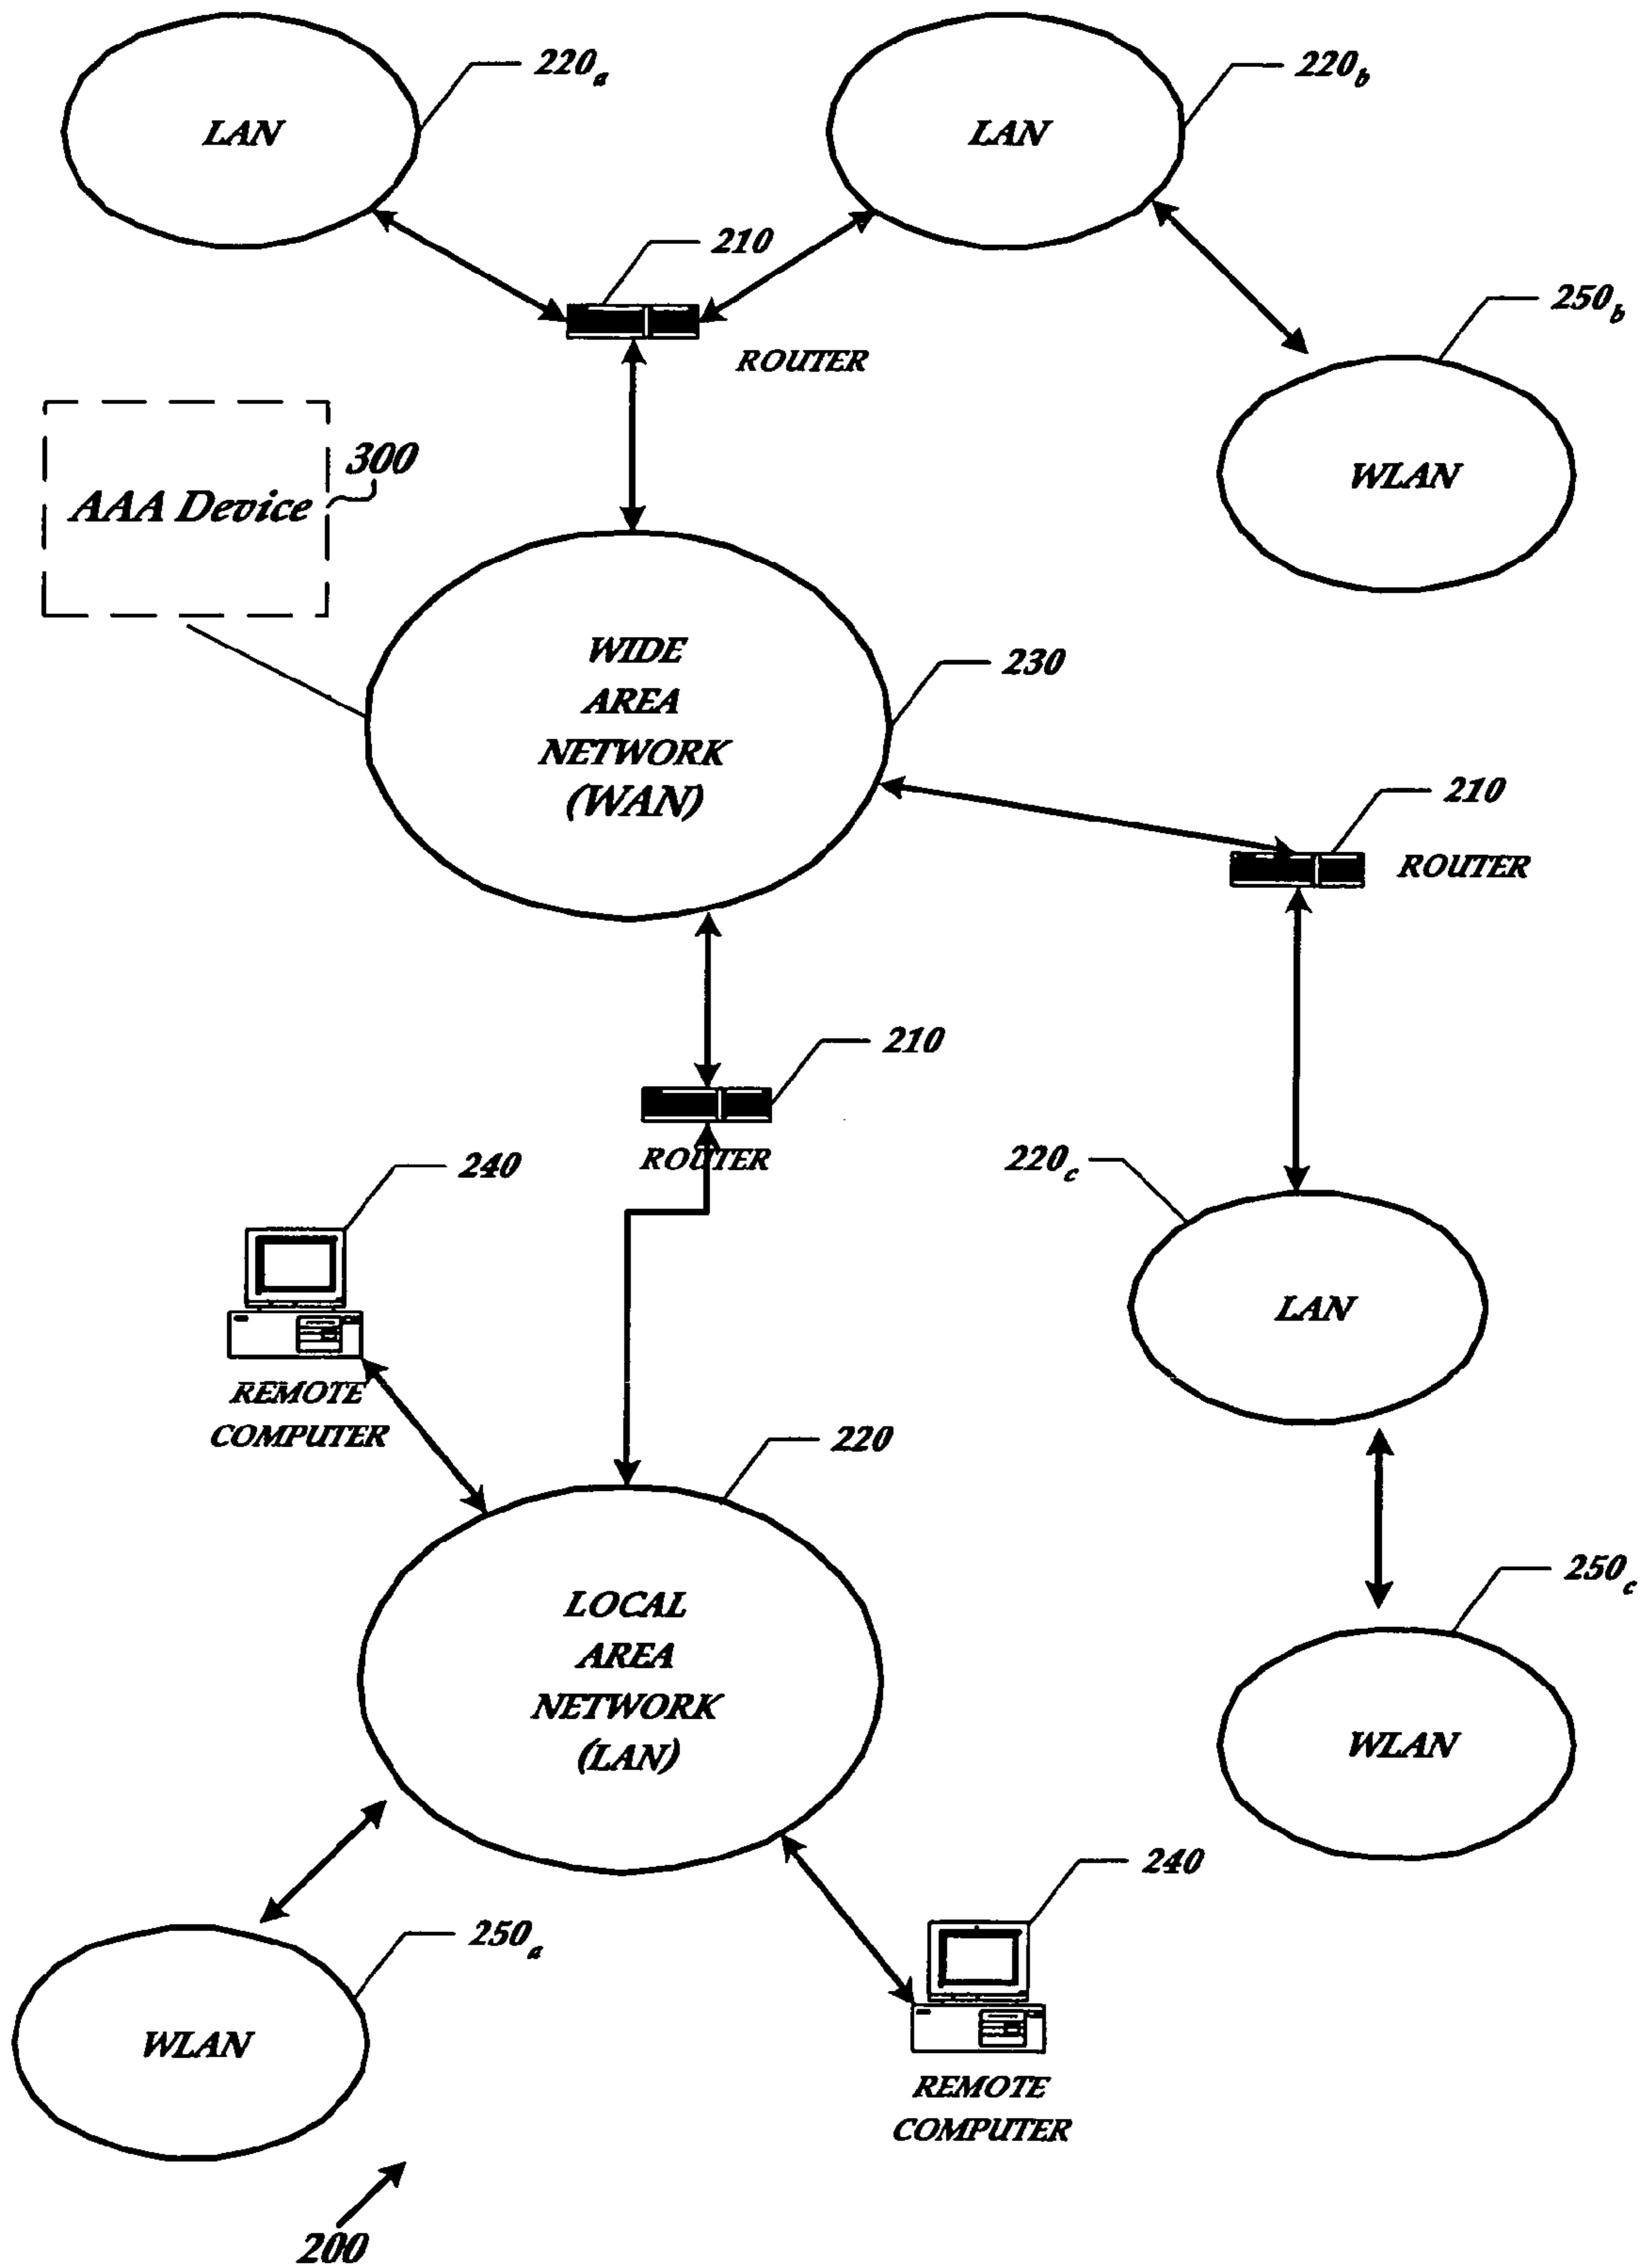 220a
220b
LAN
LAN
210
250b
ROUTER
300
AAA Device
WLAN
WIDE
AREA
NETWORK
(WAN)
230
210
ROUTER
210
ROUTER
240
220c
REMOTE
COMPUTER
LAN
220
LOCAL
AREA
NETWORK
(LAN)
250c
WLAN
240
250a
WLAN
REMOTE
COMPUTER
200